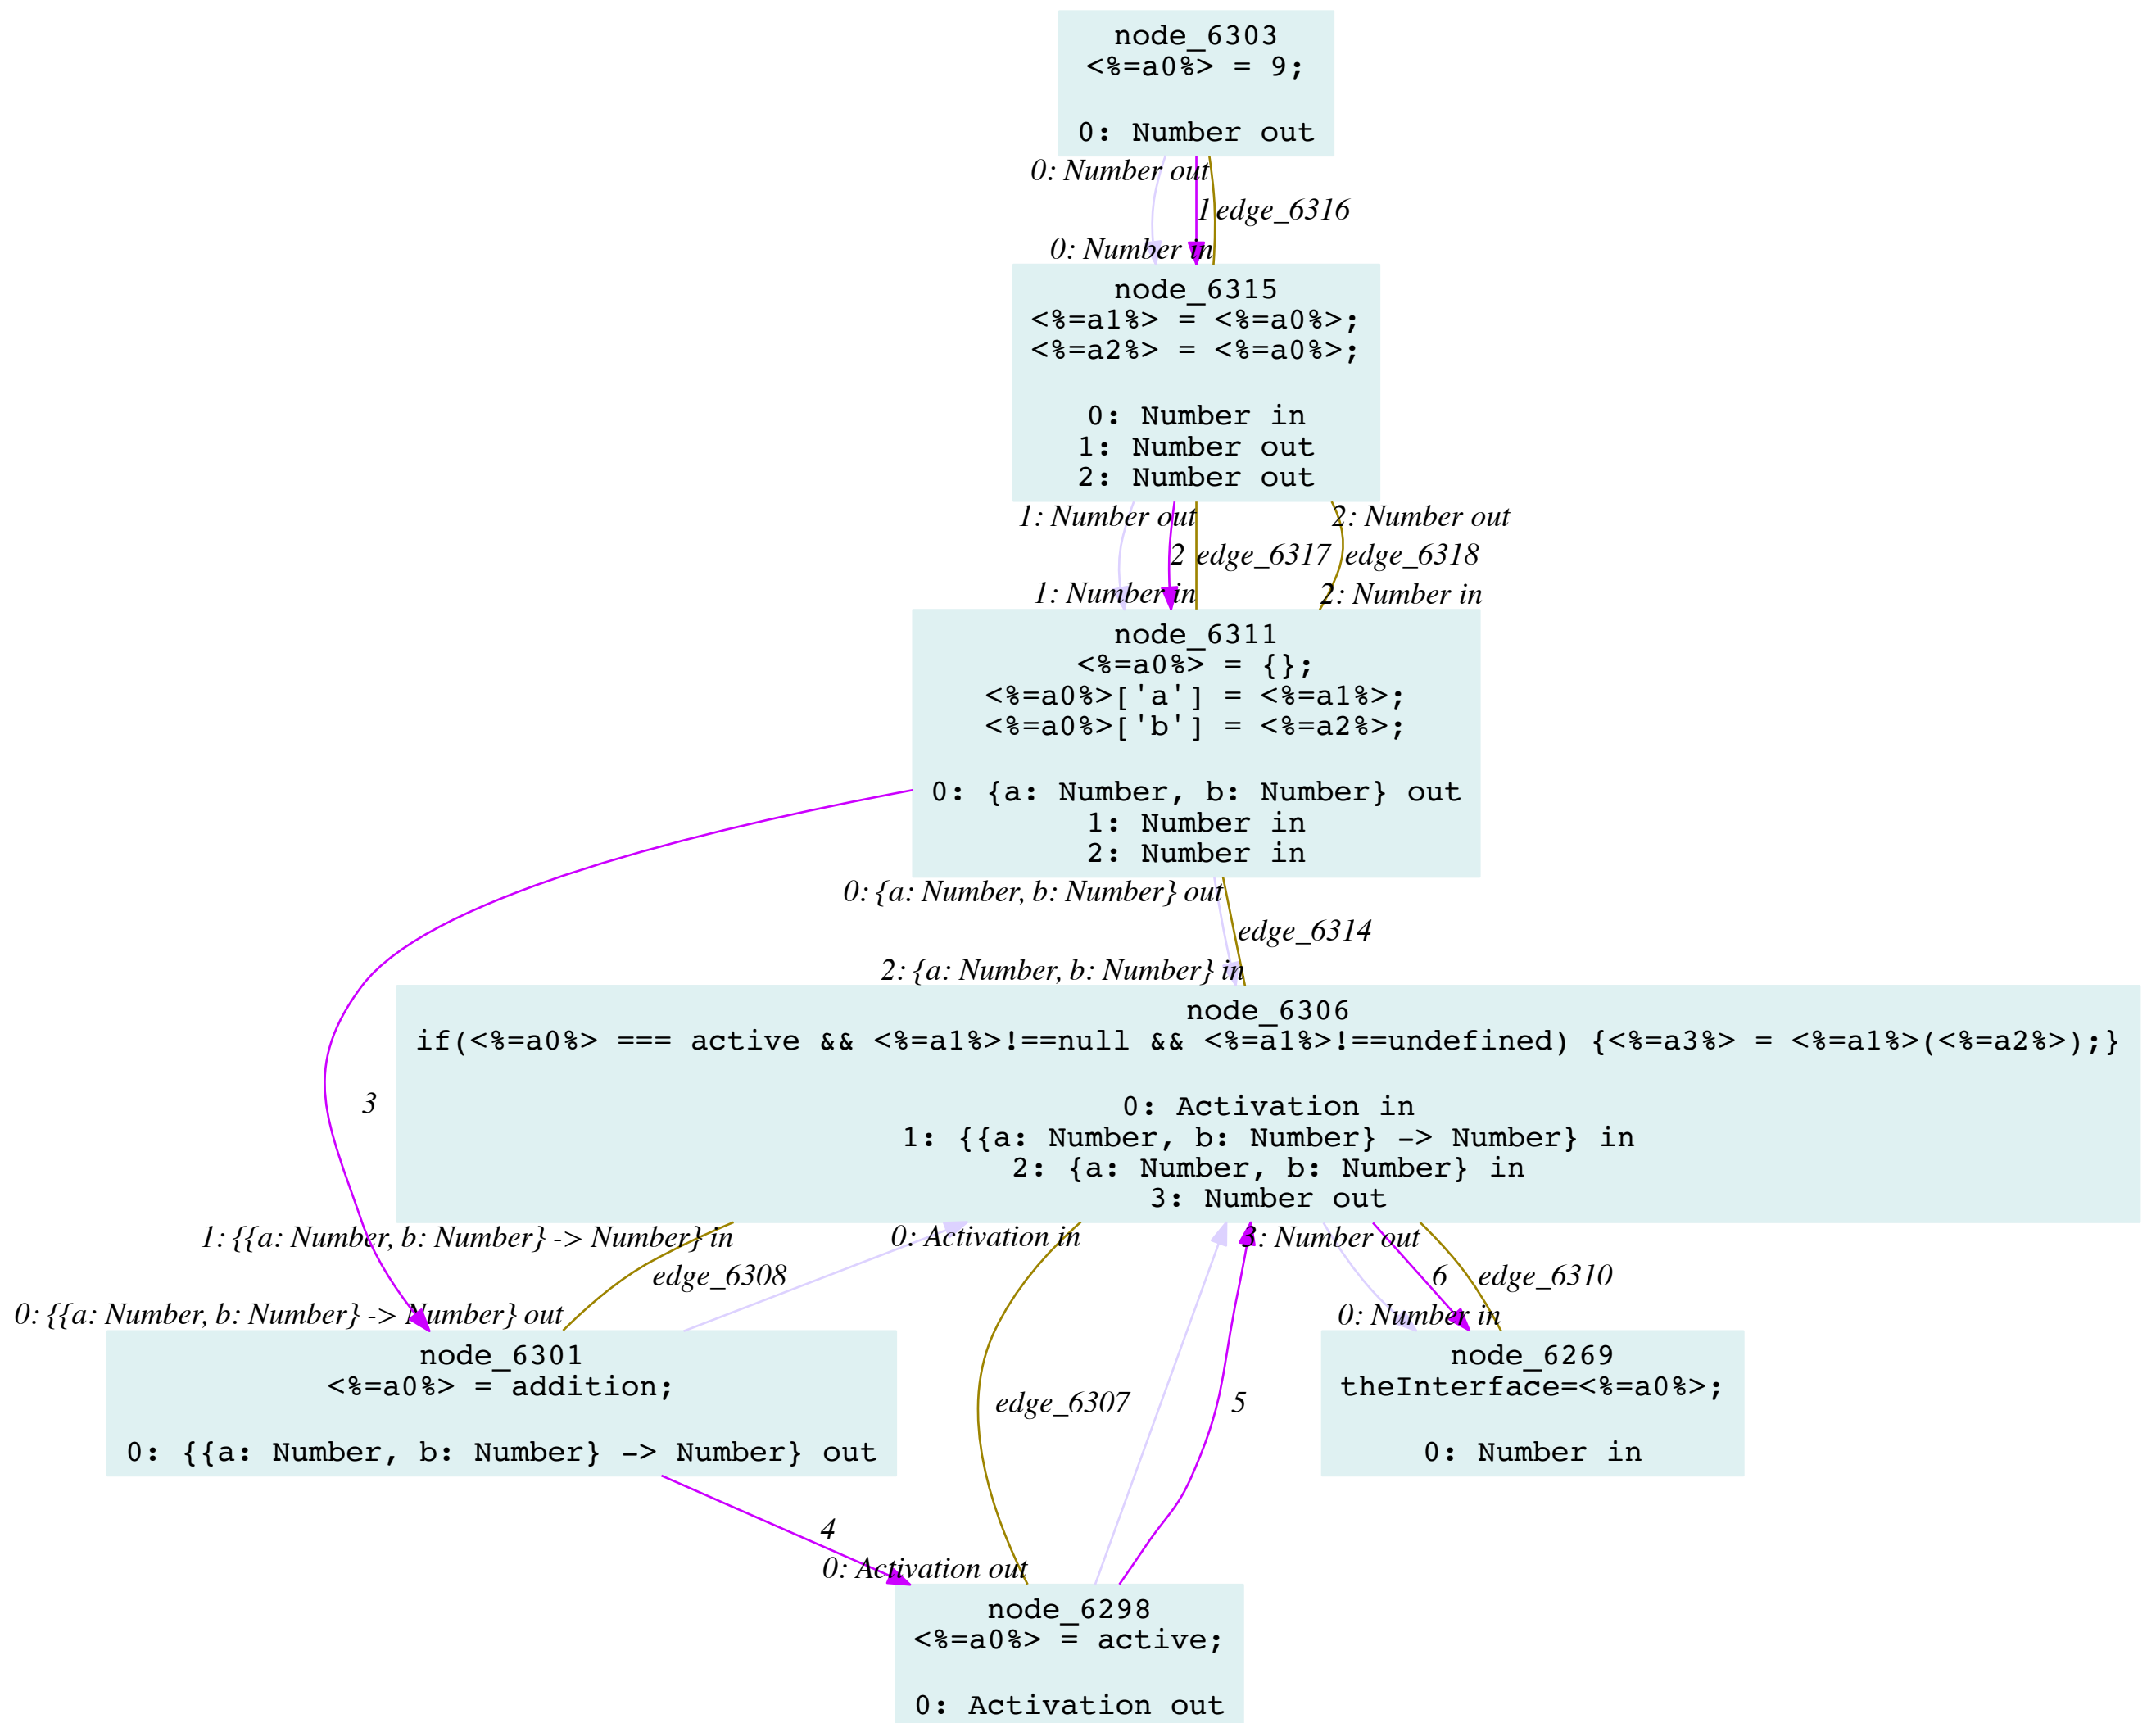 node_6303
<%=a0%> = 9;
0: Number out
0: Number out
1
edge_6316
0: Number in
node_6315
<%=a1%> = <%=a0%>;
<%=a2%> = <%=a0%>;
0: Number in
1: Number out
2: Number out
1: Number out
2: Number out
2
edge_6317
edge_6318
1: Number in
2: Number in
node_6311
<%=a0%> = {};
<%=a0%>['a'] = <%=a1%>;
<%=a0%>['b'] = <%=a2%>;
0: {a: Number, b: Number} out
1: Number in
2: Number in
0: {a: Number, b: Number} out
edge_6314
2: {a: Number, b: Number} in
node_6306
if(<%=a0%> === active && <%=a1%>!==null && <%=a1%>!==undefined) {<%=a3%> = <%=a1%>(<%=a2%>);}
3
0: Activation in
1: {{a: Number, b: Number} -> Number} in
2: {a: Number, b: Number} in
3: Number out
1: {{a: Number, b: Number} -> Number} in
0: Activation in
3: Number out
edge_6308
6
edge_6310
0: {{a: Number, b: Number} -> Number} out
0: Number in
node_6301
<%=a0%> = addition;
0: {{a: Number, b: Number} -> Number} out
edge_6307
5
node_6269
theInterface=<%=a0%>;
0: Number in
4
0: Activation out
node_6298
<%=a0%> = active;
0: Activation out